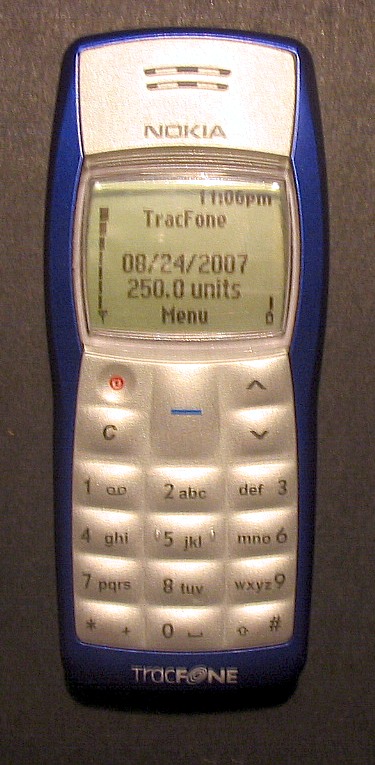 NOKIA
11:06pm
TracFone
08/24/2007
250.0 units
Menu
C
1
2 abc
def 3
4 ghi
5 jkl
mno 6
7 pqrs
8 tuv
wxyz 9
* +
0
#
TracFONE